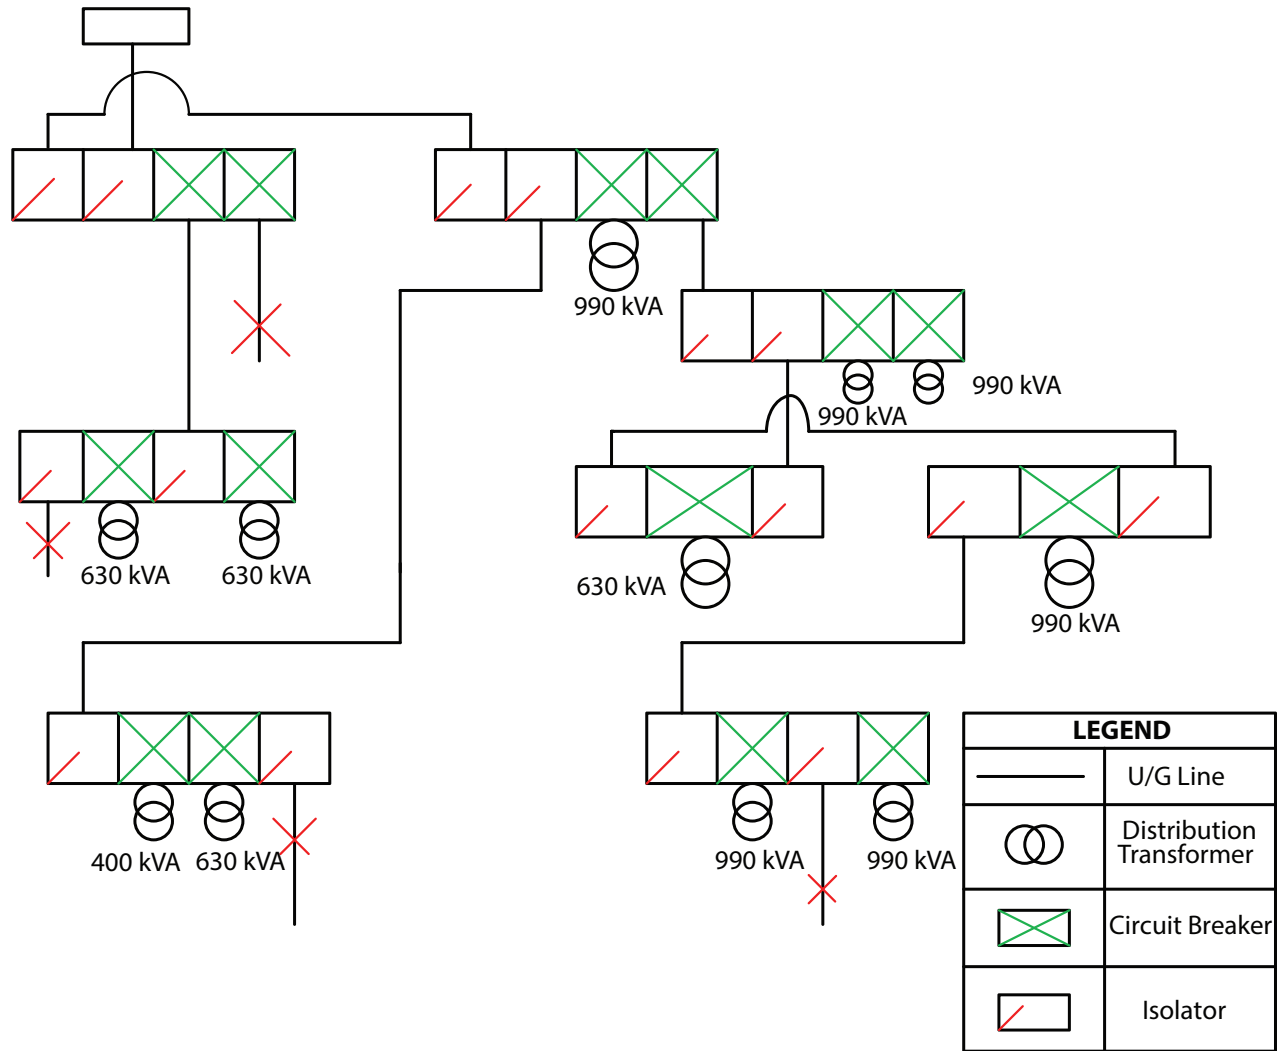 990 kVA
990 kVA
990 kVA
630 kVA
630 kVA
630 kVA
990 kVA
400 kVA
630 kVA
990 kVA
990 kVA
LEGEND
U/G Line
Distribution
Transformer
Circuit Breaker
Isolator